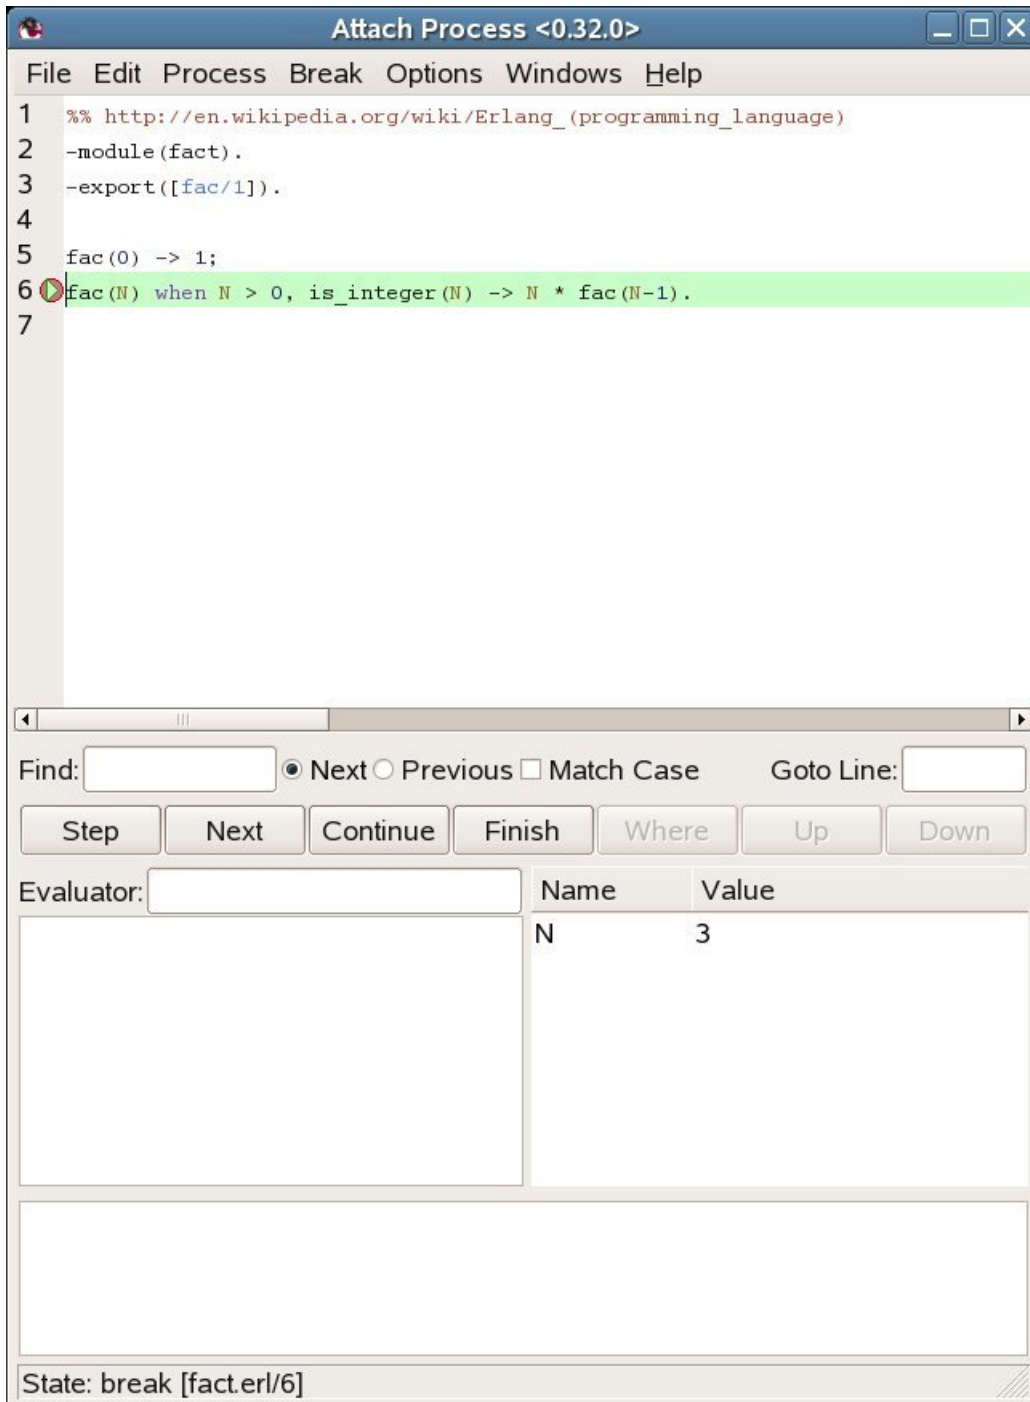 Attach Process <0.32.0>
File Edit Process Break Options Windows Help
1 %% http://en.wikipedia.org/wiki/Erlang_(programming_language)
2 -module(fact).
3 -export([fac/1]).
4
5 fac(0) -> 1;
6 fac(N) when N > 0, is_integer(N) -> N * fac(N-1).
7
Find: Next Previous Match Case Goto Line:
Step Next Continue Finish Where Up Down
Evaluator: Name Value
N 3
State: break [fact.erl/6]